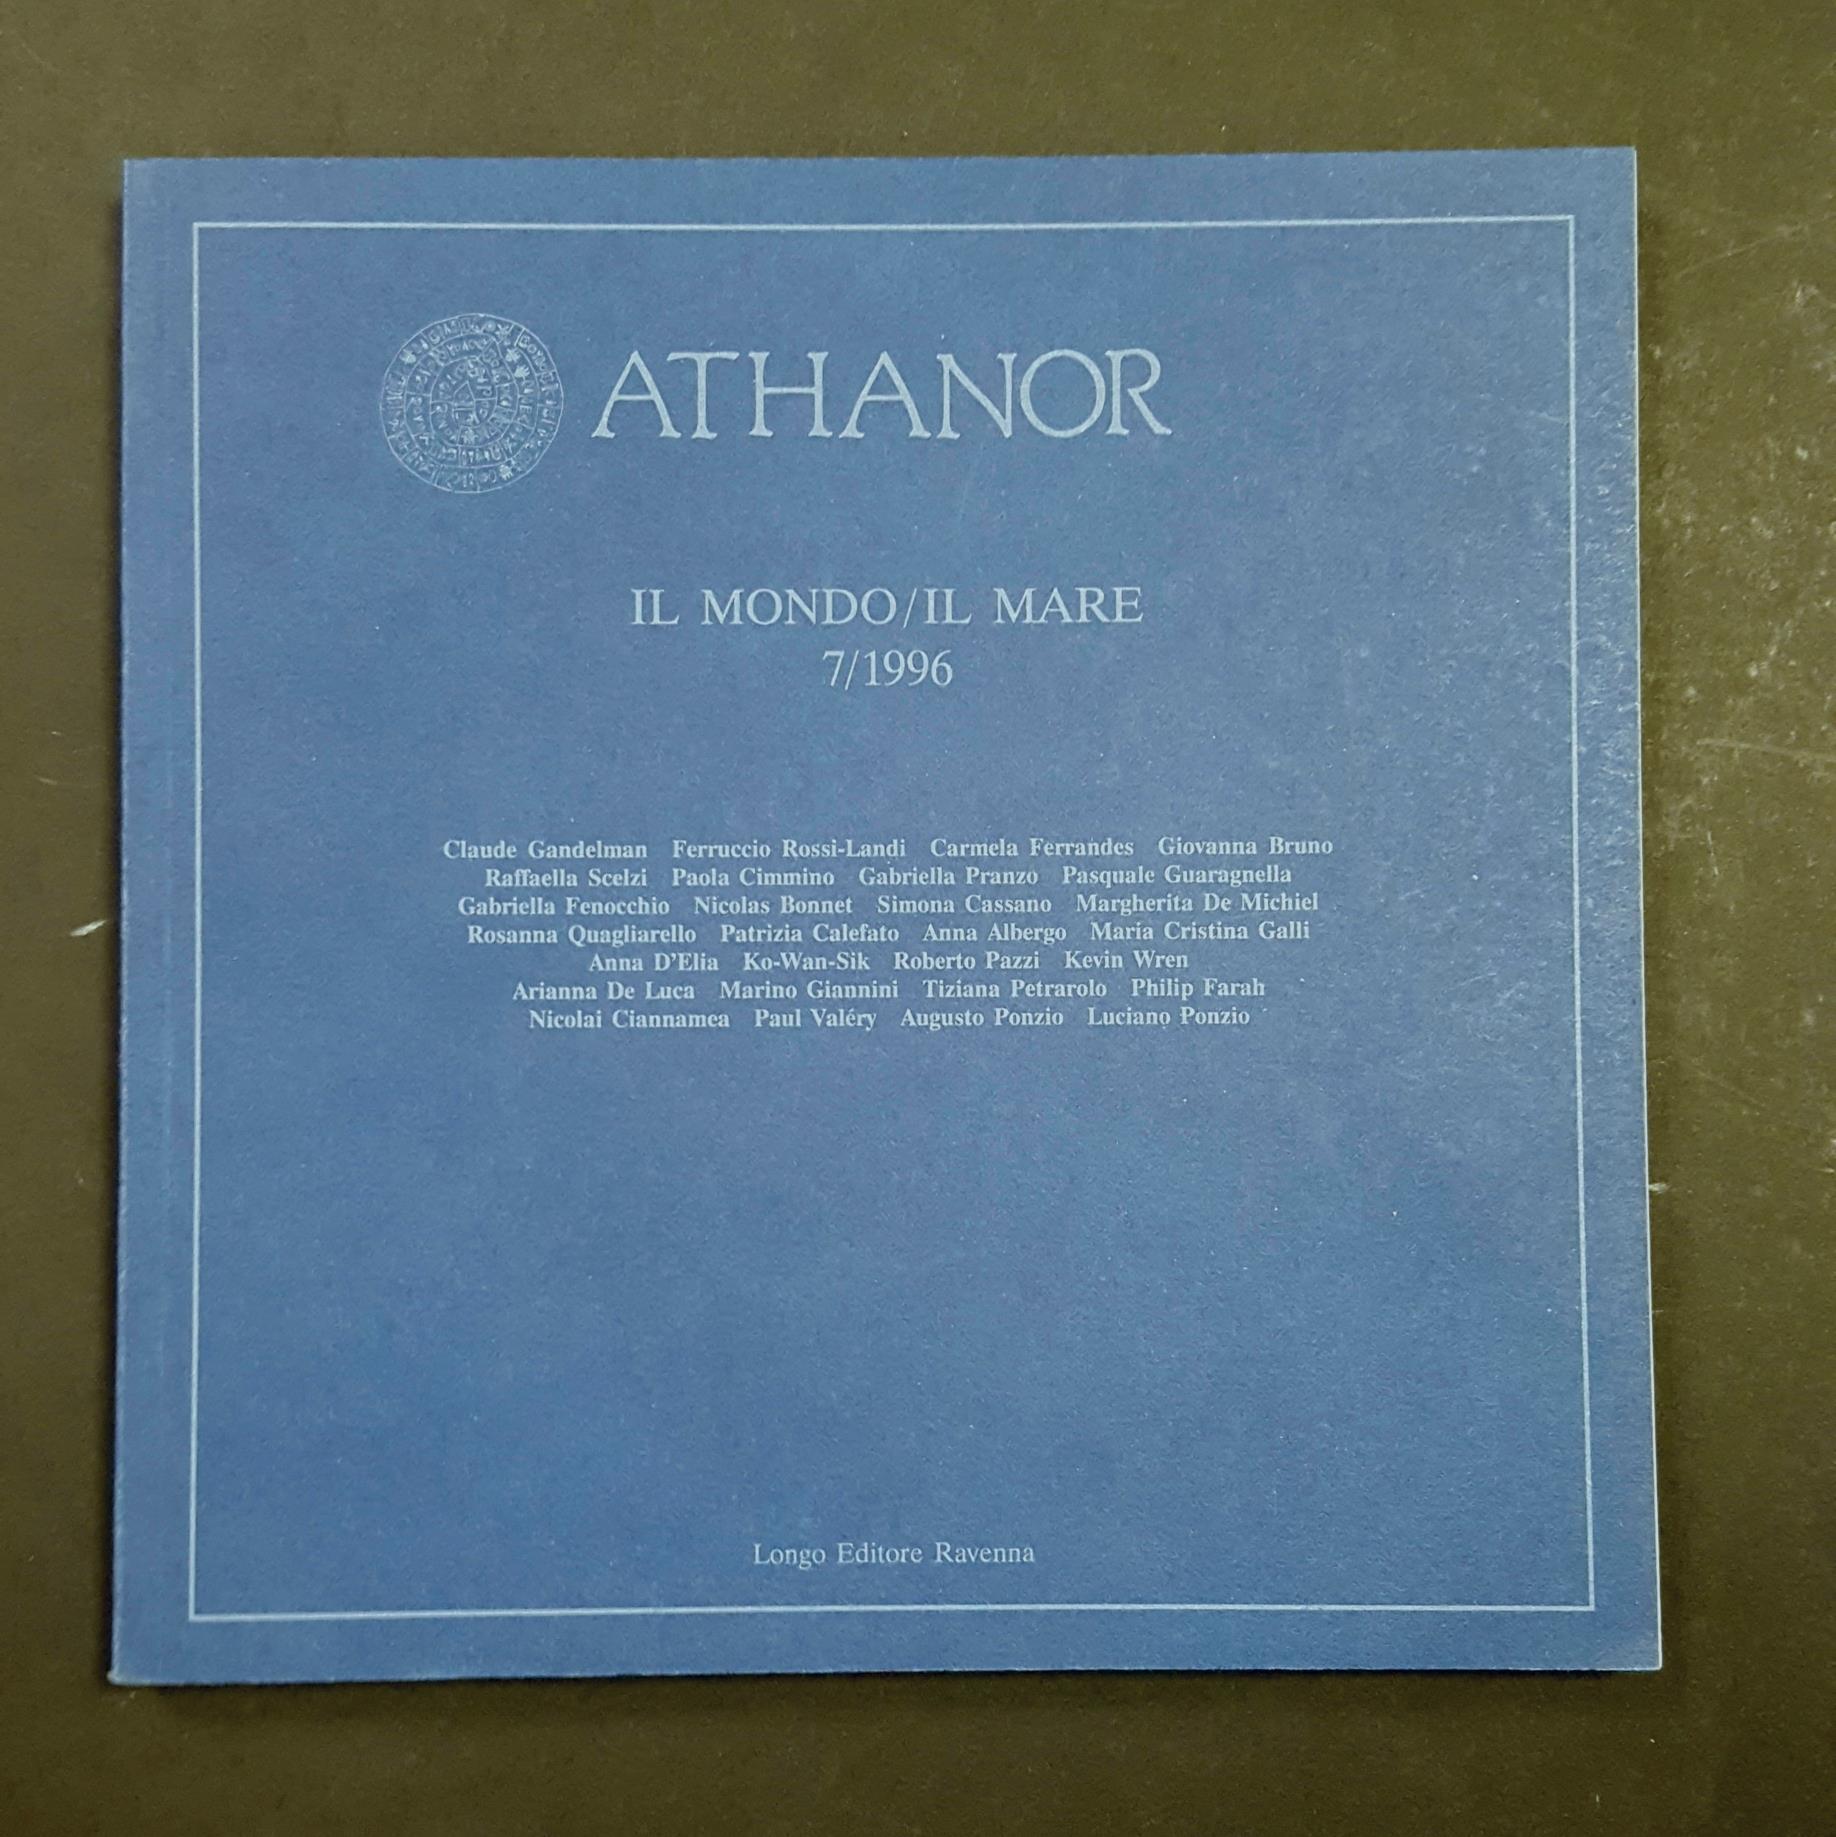 ATHANOR
IL MONDO/IL MARE
7/1996
Claude Gandelman Ferruccio Rossi-Landi Carmela Ferrandes Giovanna Bruno
Raffaella Scelzi Paola Cimmino Gabriella Pranzo Pasquale Guaragnella
Gabriella Fenocchio Nicolas Bonnet Simona Cassano Margherita De Michiel
Rosanna Quagliarello Patrizia Calefato Anna Albergo Maria Cristina Galli
Anna D'Elia Ko-Wan-Sik Roberto Pazzi Kevin Wren
Arianna De Luca Marino Giannini Tiziana Petrarolo Philip Farah
Nicolai Ciannamea Paul Valéry Augusto Ponzio Luciano Ponzio
Longo Editore Ravenna